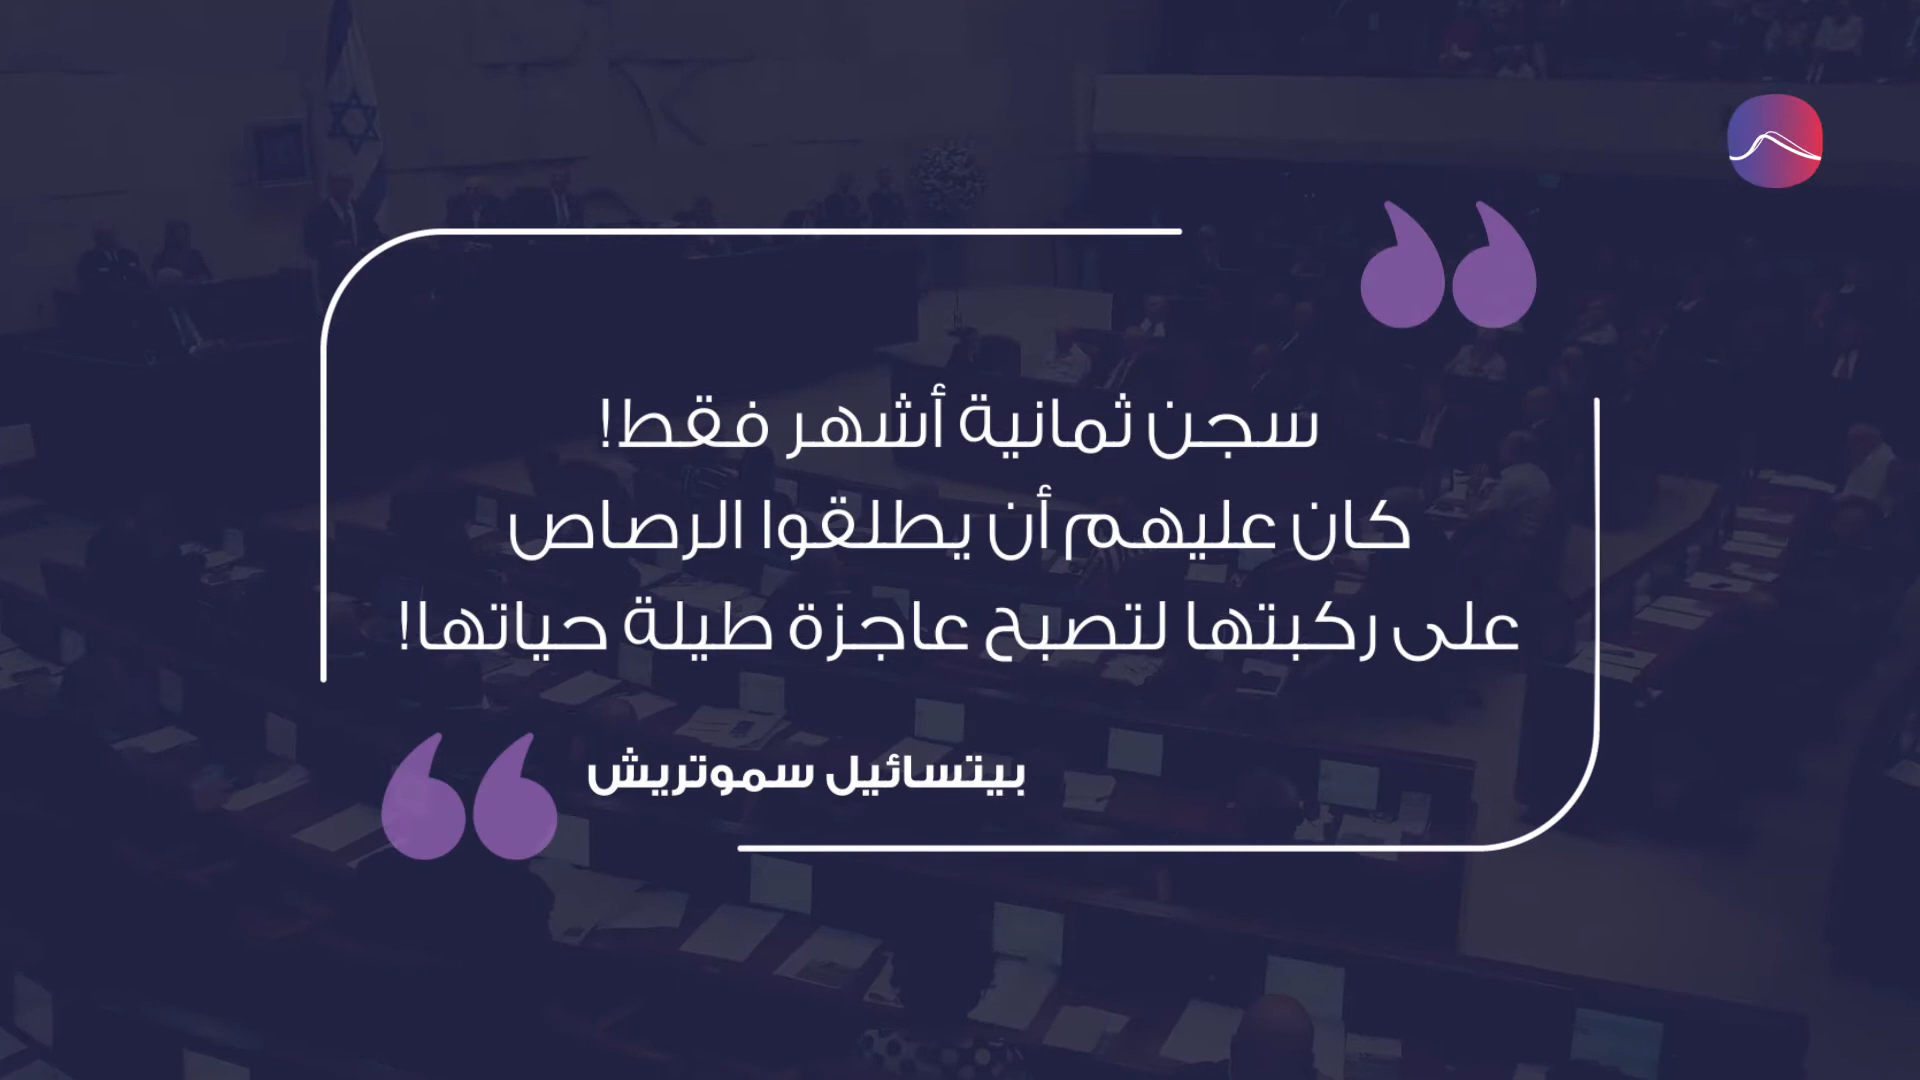 سجن ثمانية أشهر فقط!
كان عليهم أن يطلقوا الرصاص
على ركبتها لتصبح عاجزة طيلة حياتها!
بيتسائيل سموتريش